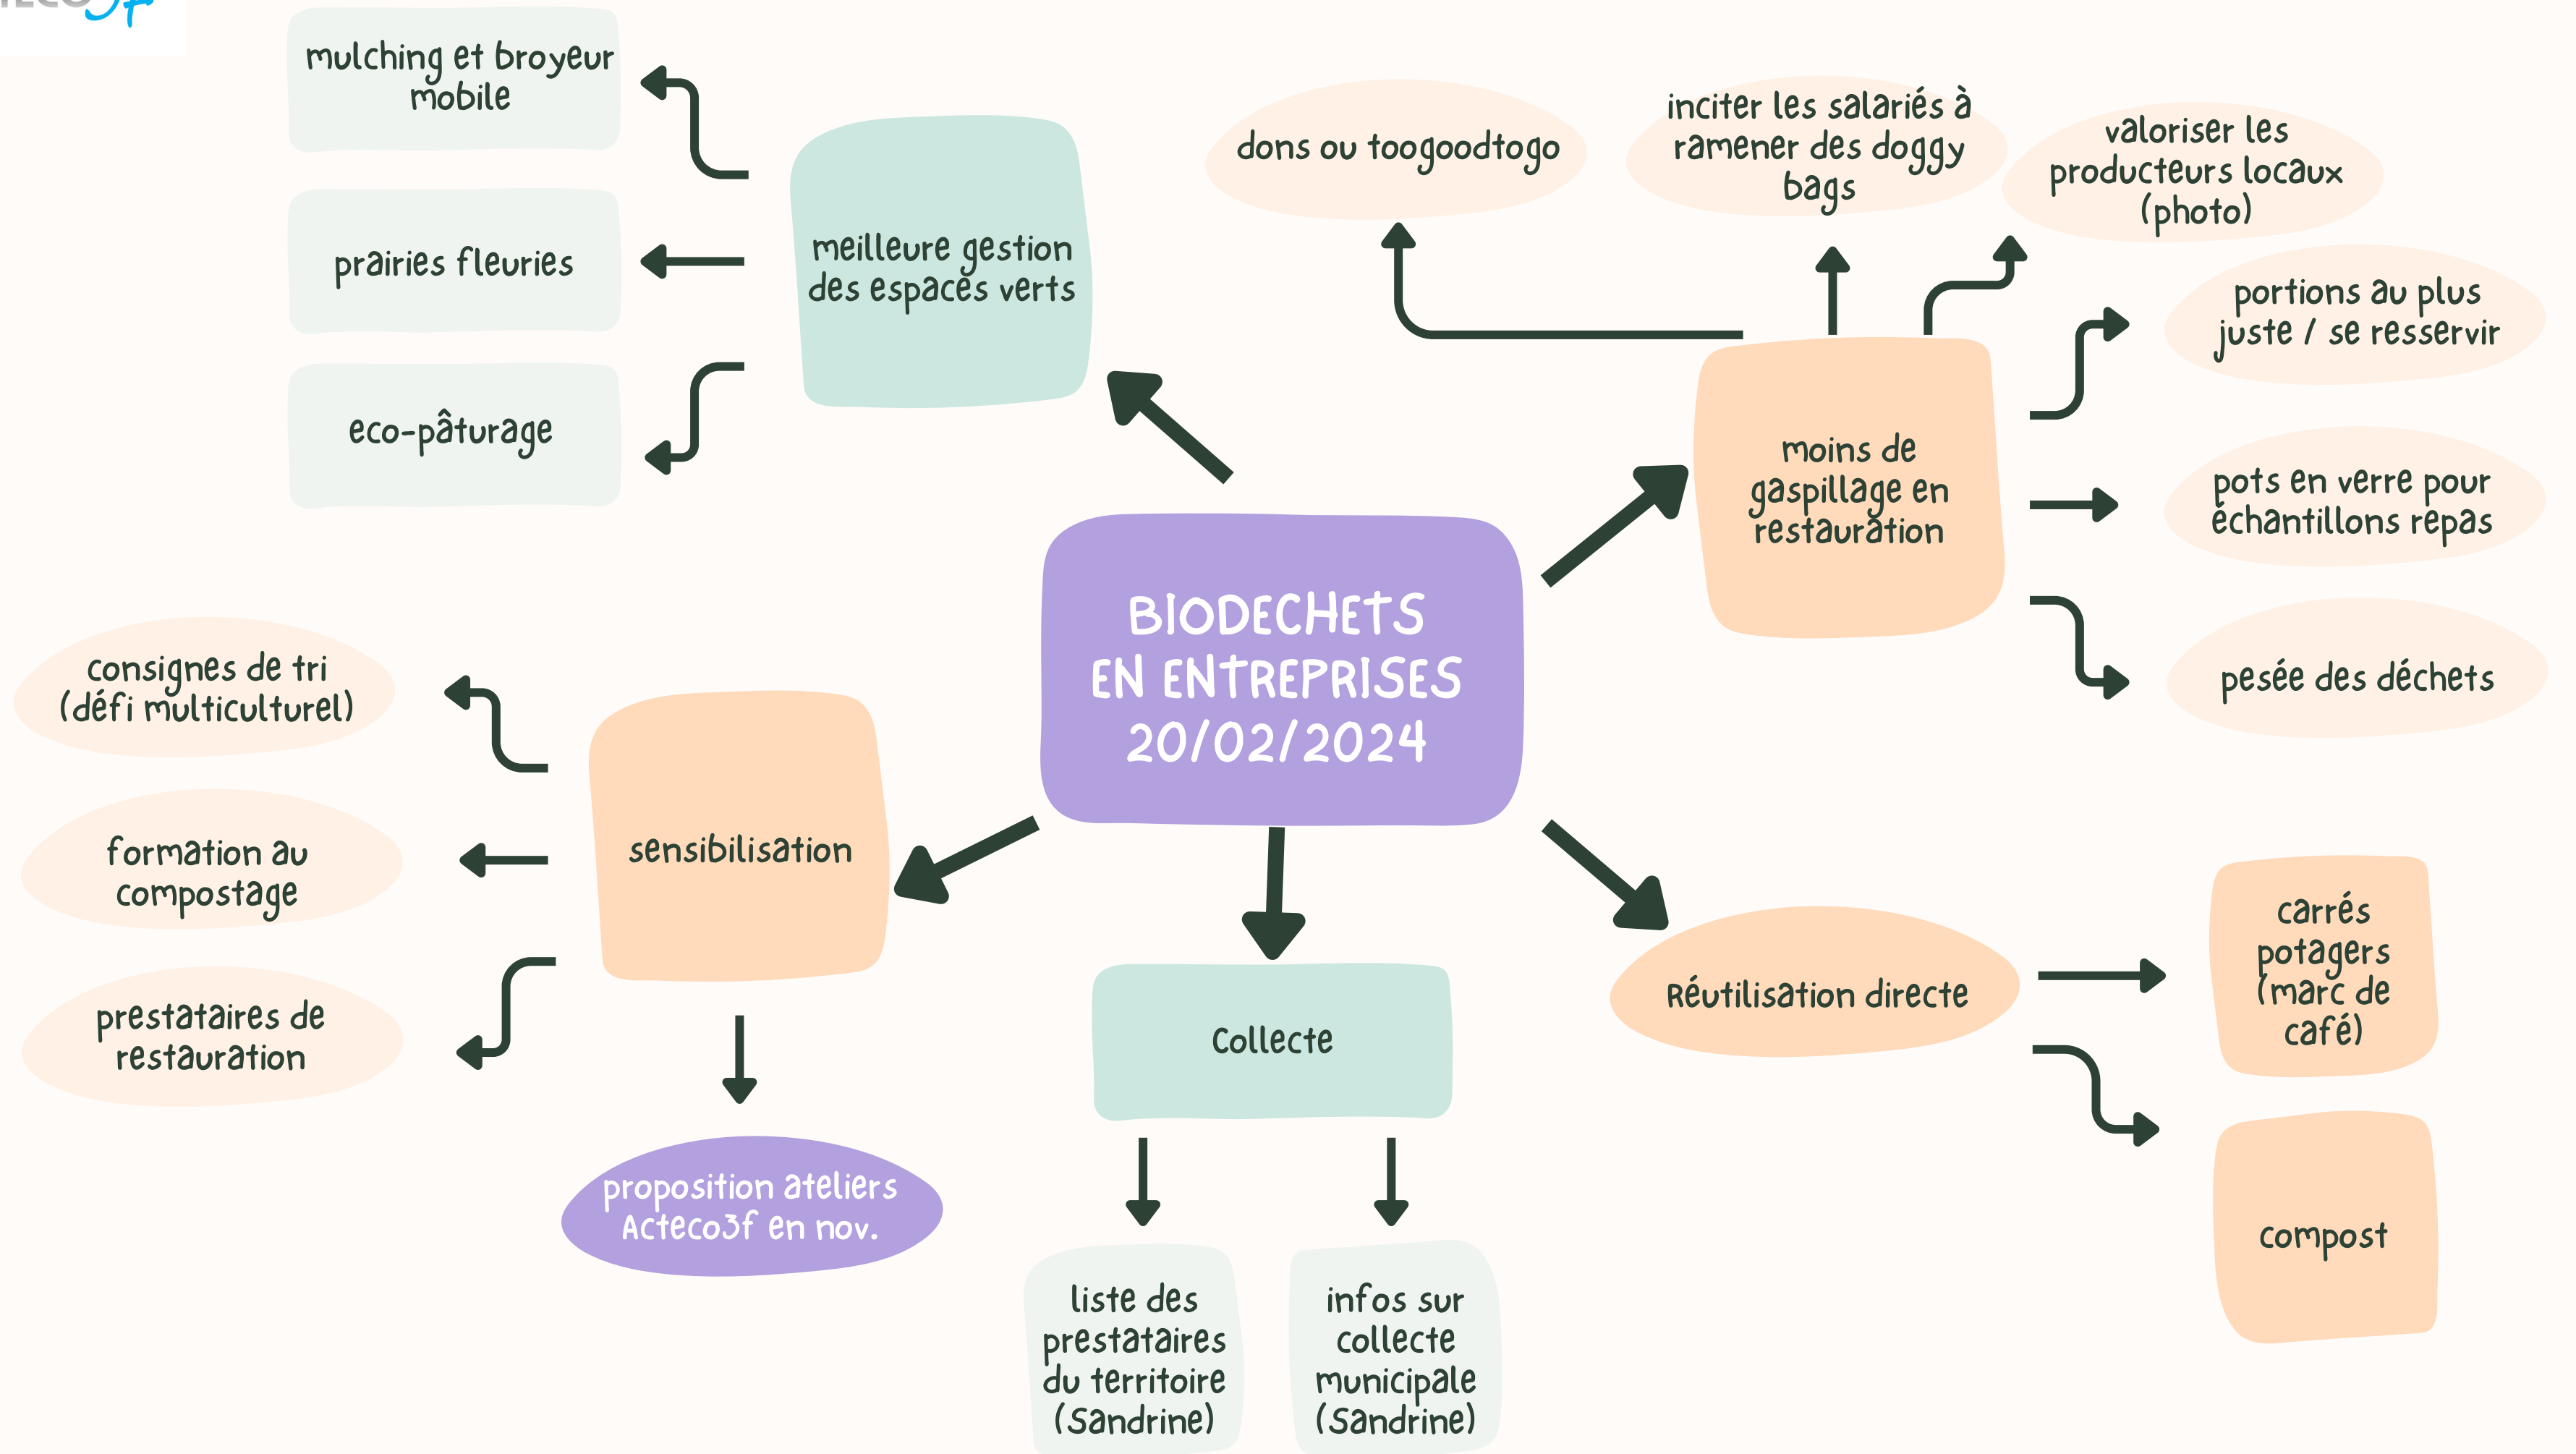 mulching et broyeur
mobile
prairies fleuries
eco-pâturage
meilleure gestion
des espaces verts
dons ou toogoodtogo
inciter les salariés à
ramener des doggy
bags
valoriser les
producteurs locaux
(photo)
portions au plus
juste / se resservir
pots en verre pour
échantillons repas
pesée des déchets
moins de
gaspillage en
restauration
BIODECHETS
EN ENTREPRISES
20/02/2024
consignes de tri
(défi multiculturel)
formation au
compostage
prestataires de
restauration
sensibilisation
proposition ateliers
Acteco3f en nov.
Collecte
liste des
prestataires
du territoire
(Sandrine)
infos sur
collecte
municipale
(Sandrine)
Réutilisation directe
carrés
potagers
(marc de
café)
compost